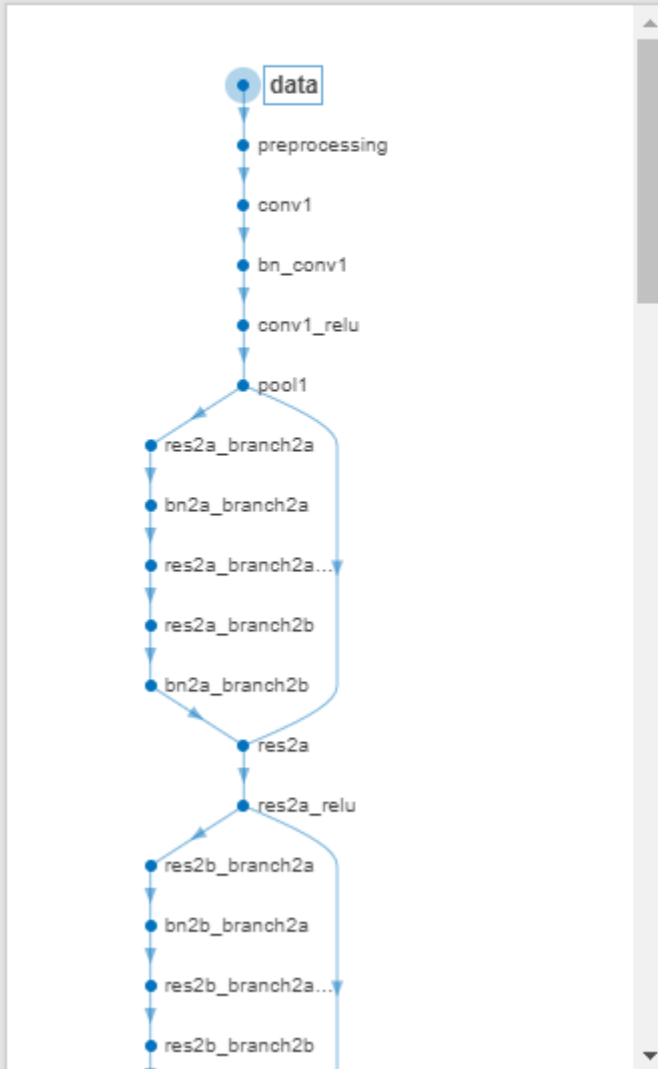 data
preprocessing
conv1
bn_conv1
conv1_relu
pool1
res2a_branch2a
bn2a_branch2a
res2a_branch2a...
res2a_branch2b
bn2a_branch2b
res2a
res2a_relu
res2b_branch2a
bn2b_branch2a
res2b_branch2a...
res2b_branch2b